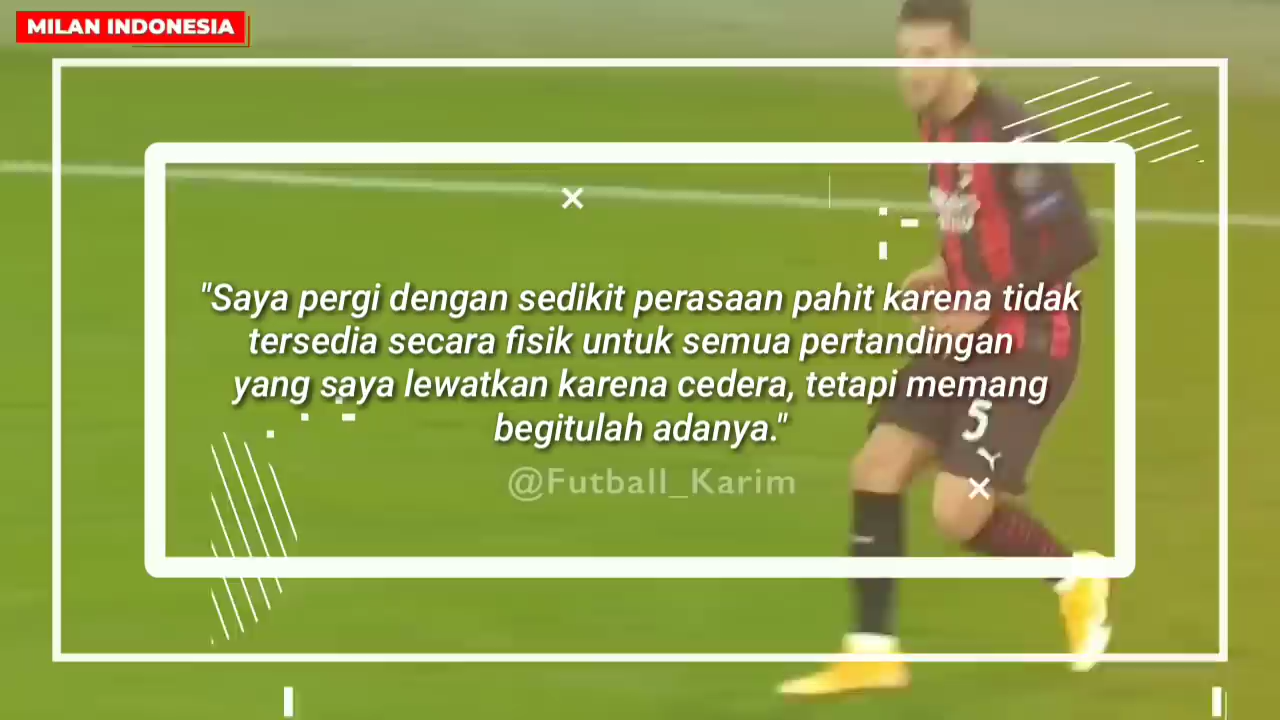 MILAN INDONESIA
"Saya pergi dengan sedikit perasaan pahit karena tidak
tersedia secara fisik untuk semua pertandingan
yang saya lewatkan karena cedera, tetapi memang
begitulah adanya."
@Futball_Karim
5